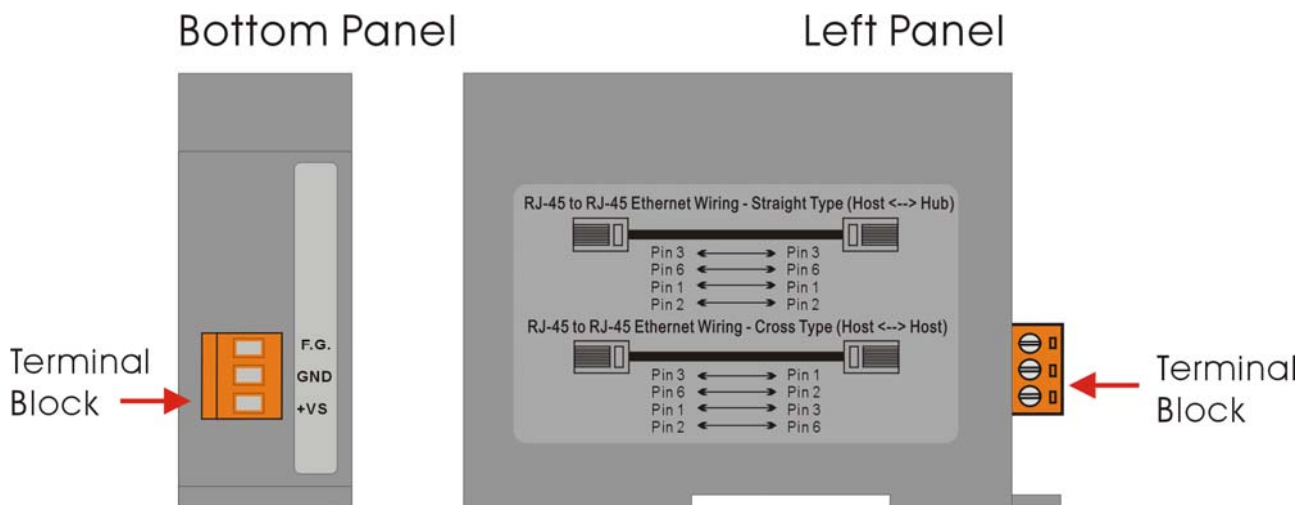 Bottom Panel
Left Panel
RJ-45 to RJ-45 Ethernet Wiring - Straight Type (Host <--> Hub)
Pin 3 Pin 3
Pin 6 Pin 6
Pin 1 Pin 1
Pin 2 Pin 2
RJ-45 to RJ-45 Ethernet Wiring - Cross Type (Host <--> Host)
Pin 3 Pin 1
Pin 6 Pin 2
Pin 1 Pin 3
Pin 2 Pin 6
F.G.
GND
+VS
Terminal
Block
Terminal
Block